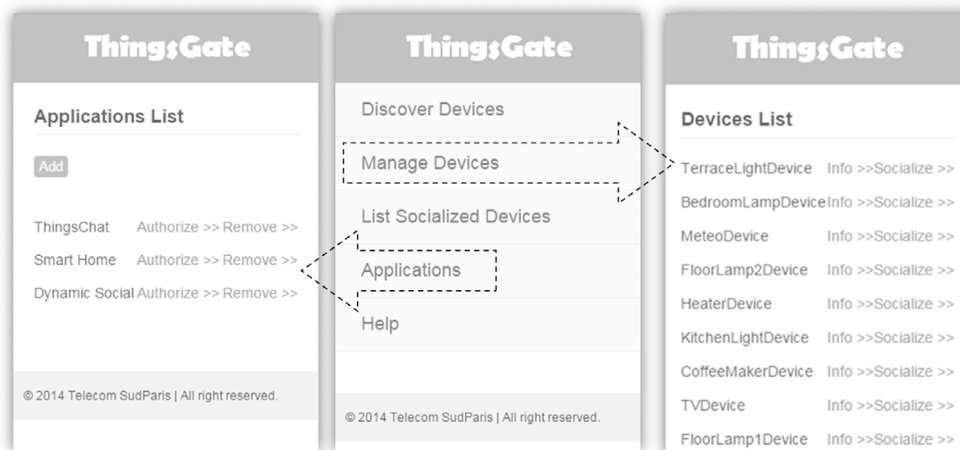 ThingsGate
Applications List
Add
ThingsChat Authorize >> Remove >>
Smart Home Authorize >> Remove >>
Dynamic Social Authorize >> Remove >>
© 2014 Telecom SudParis | All right reserved.
ThingsGate
Discover Devices
Manage Devices
List Socialized Devices
Applications
Help
© 2014 Telecom SudParis | All right reserved.
ThingsGate
Devices List
TerraceLightDevice Info >>Socialize >>
BedroomLampDevice Info >>Socialize >>
MeteoDevice Info >>Socialize >>
FloorLamp2Device Info >>Socialize >>
HeaterDevice Info >>Socialize >>
KitchenLightDevice Info >>Socialize >>
CoffeeMakerDevice Info >>Socialize >>
TVDevice Info >>Socialize >>
FloorLamp1Device Info >>Socialize >>